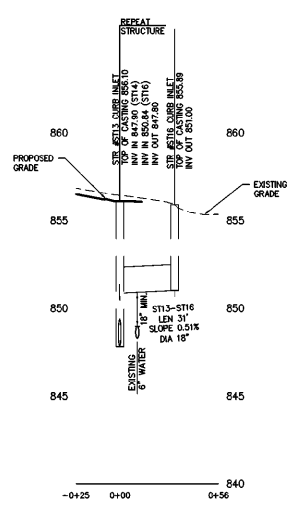 REPEAT
STRUCTURE
STR #ST13 CURB INLET
TOP OF CASTING 856.10
INV IN 847.90 (ST14)
INV IN 850.84 (ST16)
INV OUT 847.80
STR #ST16 CURB INLET
TOP OF CASTING 855.89
INV OUT 851.00
860
860
PROPOSED
GRADE
EXISTING
GRADE
855
855
850
850
18" MIN.
ST13-ST16
LEN 31'
SLOPE 0.51%
DIA 18"
EXISTING
6" WATER
845
845
840
-0+25
0+00
0+56